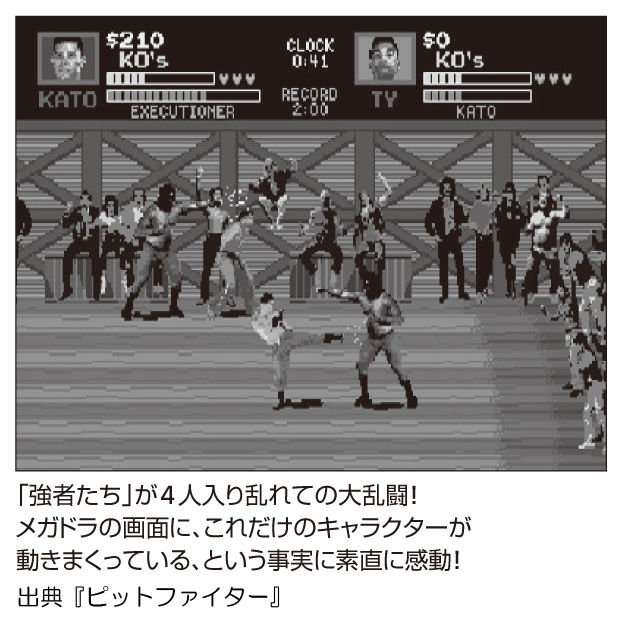 $210
KO's
KATO
EXECUTIONER
CLOCK
0:41
RECORD
2:00
$0
KO's
TY
KATO
「強者たち」が4人入り乱れての大乱闘!
メガドラの画面に、これだけのキャラクターが
動きまくっている、という事実に素直に感動!
出典『ピットファイター』